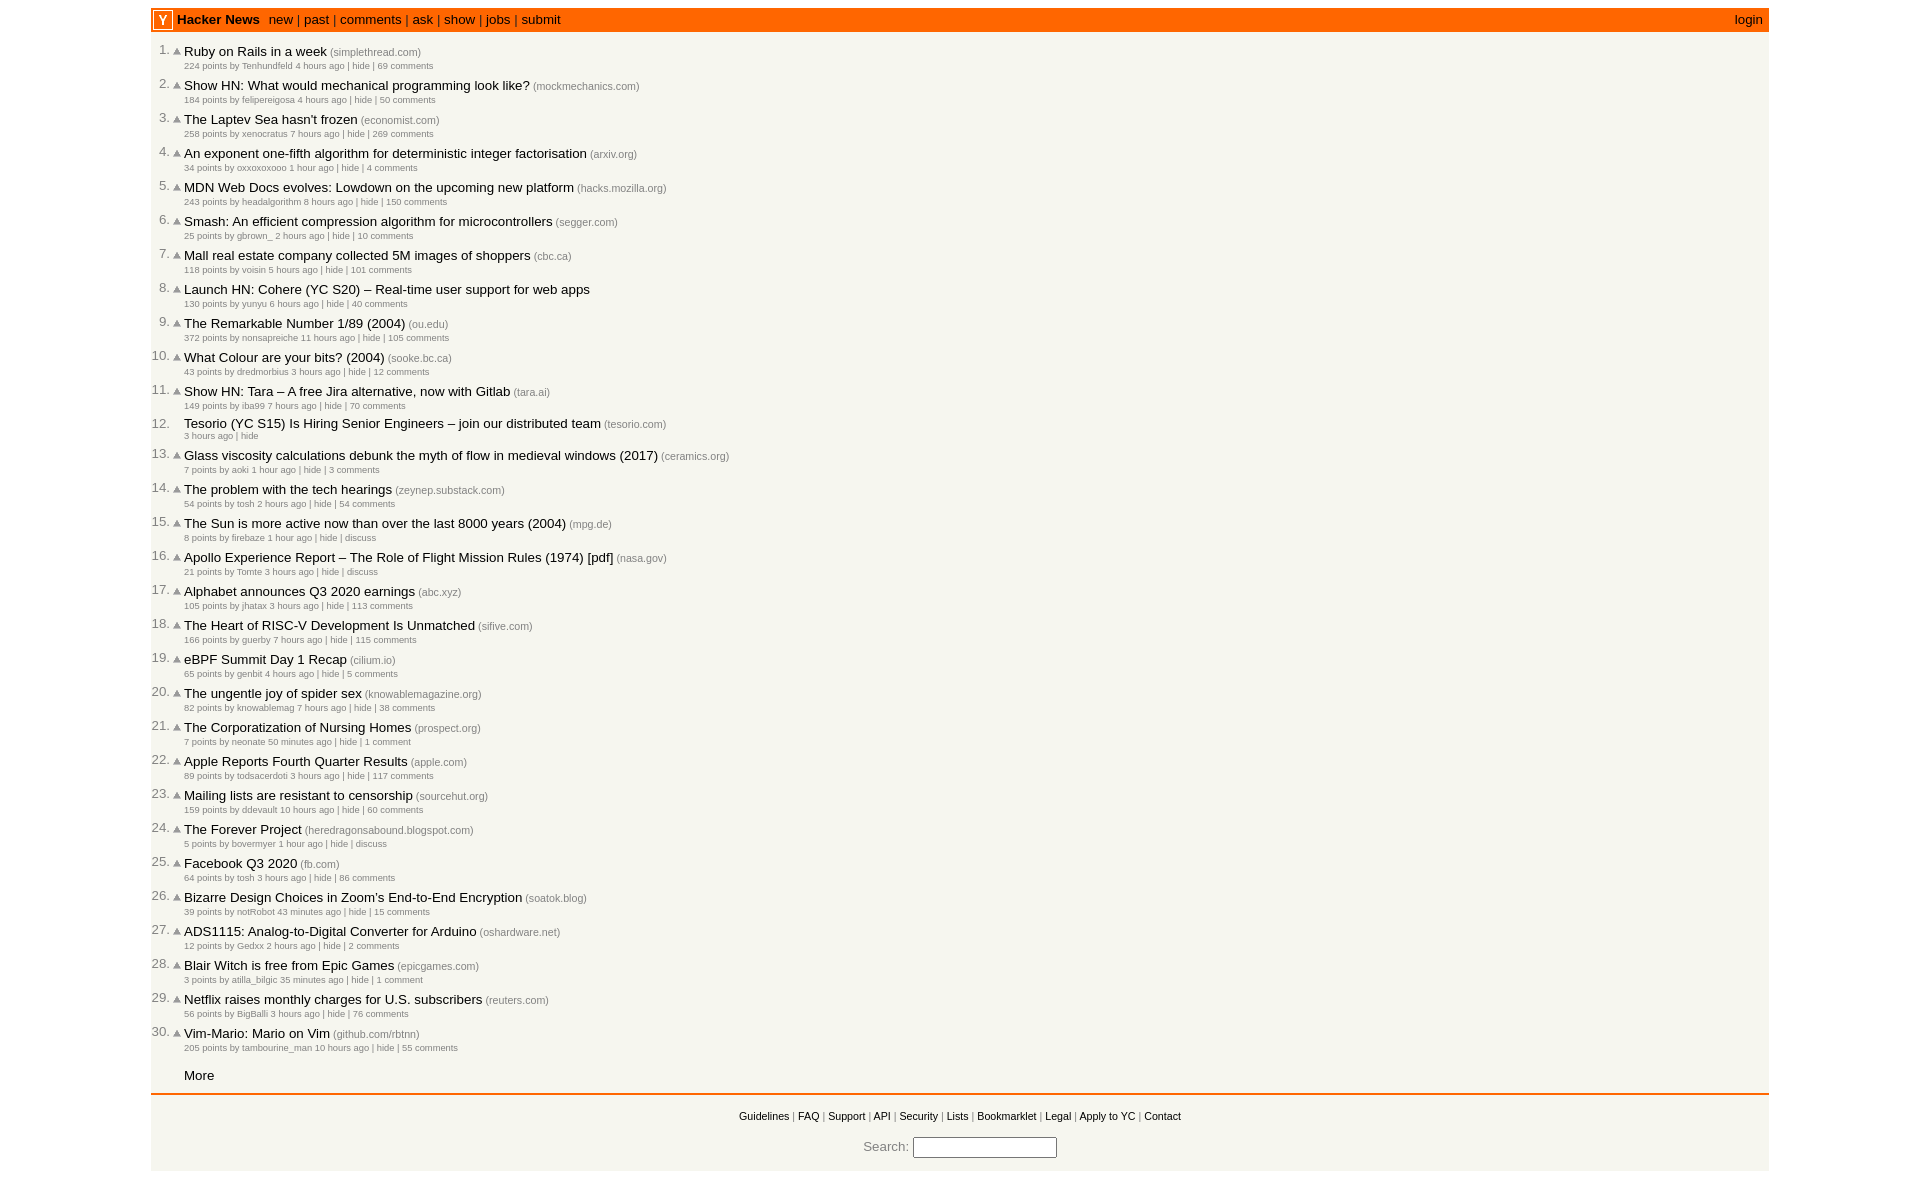 Y Hacker News new | past | comments | ask | show | jobs | submit login
1. Ruby on Rails in a week (simplethread.com)
224 points by Tenhundfeld 4 hours ago | hide | 69 comments
2. Show HN: What would mechanical programming look like? (mockmechanics.com)
184 points by felipereigosa 4 hours ago | hide | 50 comments
3. The Laptev Sea hasn't frozen (economist.com)
258 points by xenocratus 7 hours ago | hide | 269 comments
4. An exponent one-fifth algorithm for deterministic integer factorisation (arxiv.org)
34 points by oxxoxoxooo 1 hour ago | hide | 4 comments
5. MDN Web Docs evolves: Lowdown on the upcoming new platform (hacks.mozilla.org)
243 points by headalgorithm 8 hours ago | hide | 150 comments
6. Smash: An efficient compression algorithm for microcontrollers (segger.com)
25 points by gbrown_ 2 hours ago | hide | 10 comments
7. Mall real estate company collected 5M images of shoppers (cbc.ca)
118 points by voisin 5 hours ago | hide | 101 comments
8. Launch HN: Cohere (YC S20) – Real-time user support for web apps
130 points by yunyu 6 hours ago | hide | 40 comments
9. The Remarkable Number 1/89 (2004) (ou.edu)
372 points by nonsapreiche 11 hours ago | hide | 105 comments
10. What Colour are your bits? (2004) (sooke.bc.ca)
43 points by dredmorbius 3 hours ago | hide | 12 comments
11. Show HN: Tara – A free Jira alternative, now with Gitlab (tara.ai)
149 points by iba99 7 hours ago | hide | 70 comments
12. Tesorio (YC S15) Is Hiring Senior Engineers – join our distributed team (tesorio.com)
3 hours ago | hide
13. Glass viscosity calculations debunk the myth of flow in medieval windows (2017) (ceramics.org)
7 points by aoki 1 hour ago | hide | 3 comments
14. The problem with the tech hearings (zeynep.substack.com)
54 points by tosh 2 hours ago | hide | 54 comments
15. The Sun is more active now than over the last 8000 years (2004) (mpg.de)
8 points by firebaze 1 hour ago | hide | discuss
16. Apollo Experience Report – The Role of Flight Mission Rules (1974) [pdf] (nasa.gov)
21 points by Tomte 3 hours ago | hide | discuss
17. Alphabet announces Q3 2020 earnings (abc.xyz)
105 points by jhatax 3 hours ago | hide | 113 comments
18. The Heart of RISC-V Development Is Unmatched (sifive.com)
166 points by guerby 7 hours ago | hide | 115 comments
19. eBPF Summit Day 1 Recap (cilium.io)
65 points by genbit 4 hours ago | hide | 5 comments
20. The ungentle joy of spider sex (knowablemagazine.org)
82 points by knowablemag 7 hours ago | hide | 38 comments
21. The Corporatization of Nursing Homes (prospect.org)
7 points by neonate 50 minutes ago | hide | 1 comment
22. Apple Reports Fourth Quarter Results (apple.com)
89 points by todsacerdoti 3 hours ago | hide | 117 comments
23. Mailing lists are resistant to censorship (sourcehut.org)
159 points by ddevault 10 hours ago | hide | 60 comments
24. The Forever Project (heredragonsabound.blogspot.com)
5 points by bovermyer 1 hour ago | hide | discuss
25. Facebook Q3 2020 (fb.com)
64 points by tosh 3 hours ago | hide | 86 comments
26. Bizarre Design Choices in Zoom's End-to-End Encryption (soatok.blog)
39 points by notRobot 43 minutes ago | hide | 15 comments
27. ADS1115: Analog-to-Digital Converter for Arduino (oshardware.net)
12 points by Gedxx 2 hours ago | hide | 2 comments
28. Blair Witch is free from Epic Games (epicgames.com)
3 points by atilla_bilgic 35 minutes ago | hide | 1 comment
29. Netflix raises monthly charges for U.S. subscribers (reuters.com)
56 points by BigBalli 3 hours ago | hide | 76 comments
30. Vim-Mario: Mario on Vim (github.com/rbtnn)
205 points by tambourine_man 10 hours ago | hide | 55 comments
More
Guidelines | FAQ | Support | API | Security | Lists | Bookmarklet | Legal | Apply to YC | Contact
Search: